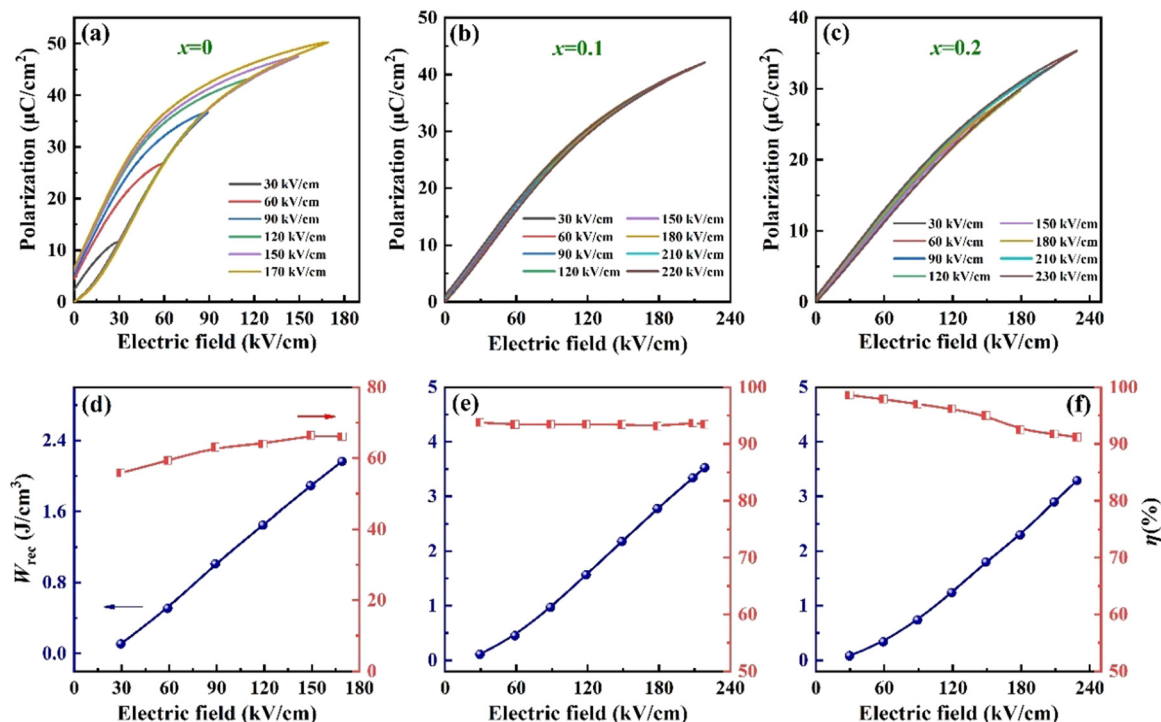 (a)
x=0
Polarization (μC/cm²)
60
50
40
30
20
10
0
30 kV/cm
60 kV/cm
90 kV/cm
120 kV/cm
150 kV/cm
170 kV/cm
0 30 60 90 120 150 180
Electric field (kV/cm)
(b)
x=0.1
Polarization (μC/cm²)
50
40
30
20
10
0
30 kV/cm 150 kV/cm
60 kV/cm 180 kV/cm
90 kV/cm 210 kV/cm
120 kV/cm 220 kV/cm
0 60 120 180 240
Electric field (kV/cm)
(c)
x=0.2
Polarization (μC/cm²)
40
30
20
10
0
30 kV/cm 150 kV/cm
60 kV/cm 180 kV/cm
90 kV/cm 210 kV/cm
120 kV/cm 230 kV/cm
0 60 120 180 240
Electric field (kV/cm)
(d)
Wrec (J/cm³)
2.4
1.6
0.8
0.0
80
60
40
20
0
0 30 60 90 120 150 180
Electric field (kV/cm)
(e)
5
4
3
2
1
0
100
90
80
70
60
50
0 60 120 180 240
Electric field (kV/cm)
(f)
5
4
3
2
1
0
100
90
80
70
60
50
η(%)
0 60 120 180 240
Electric field (kV/cm)